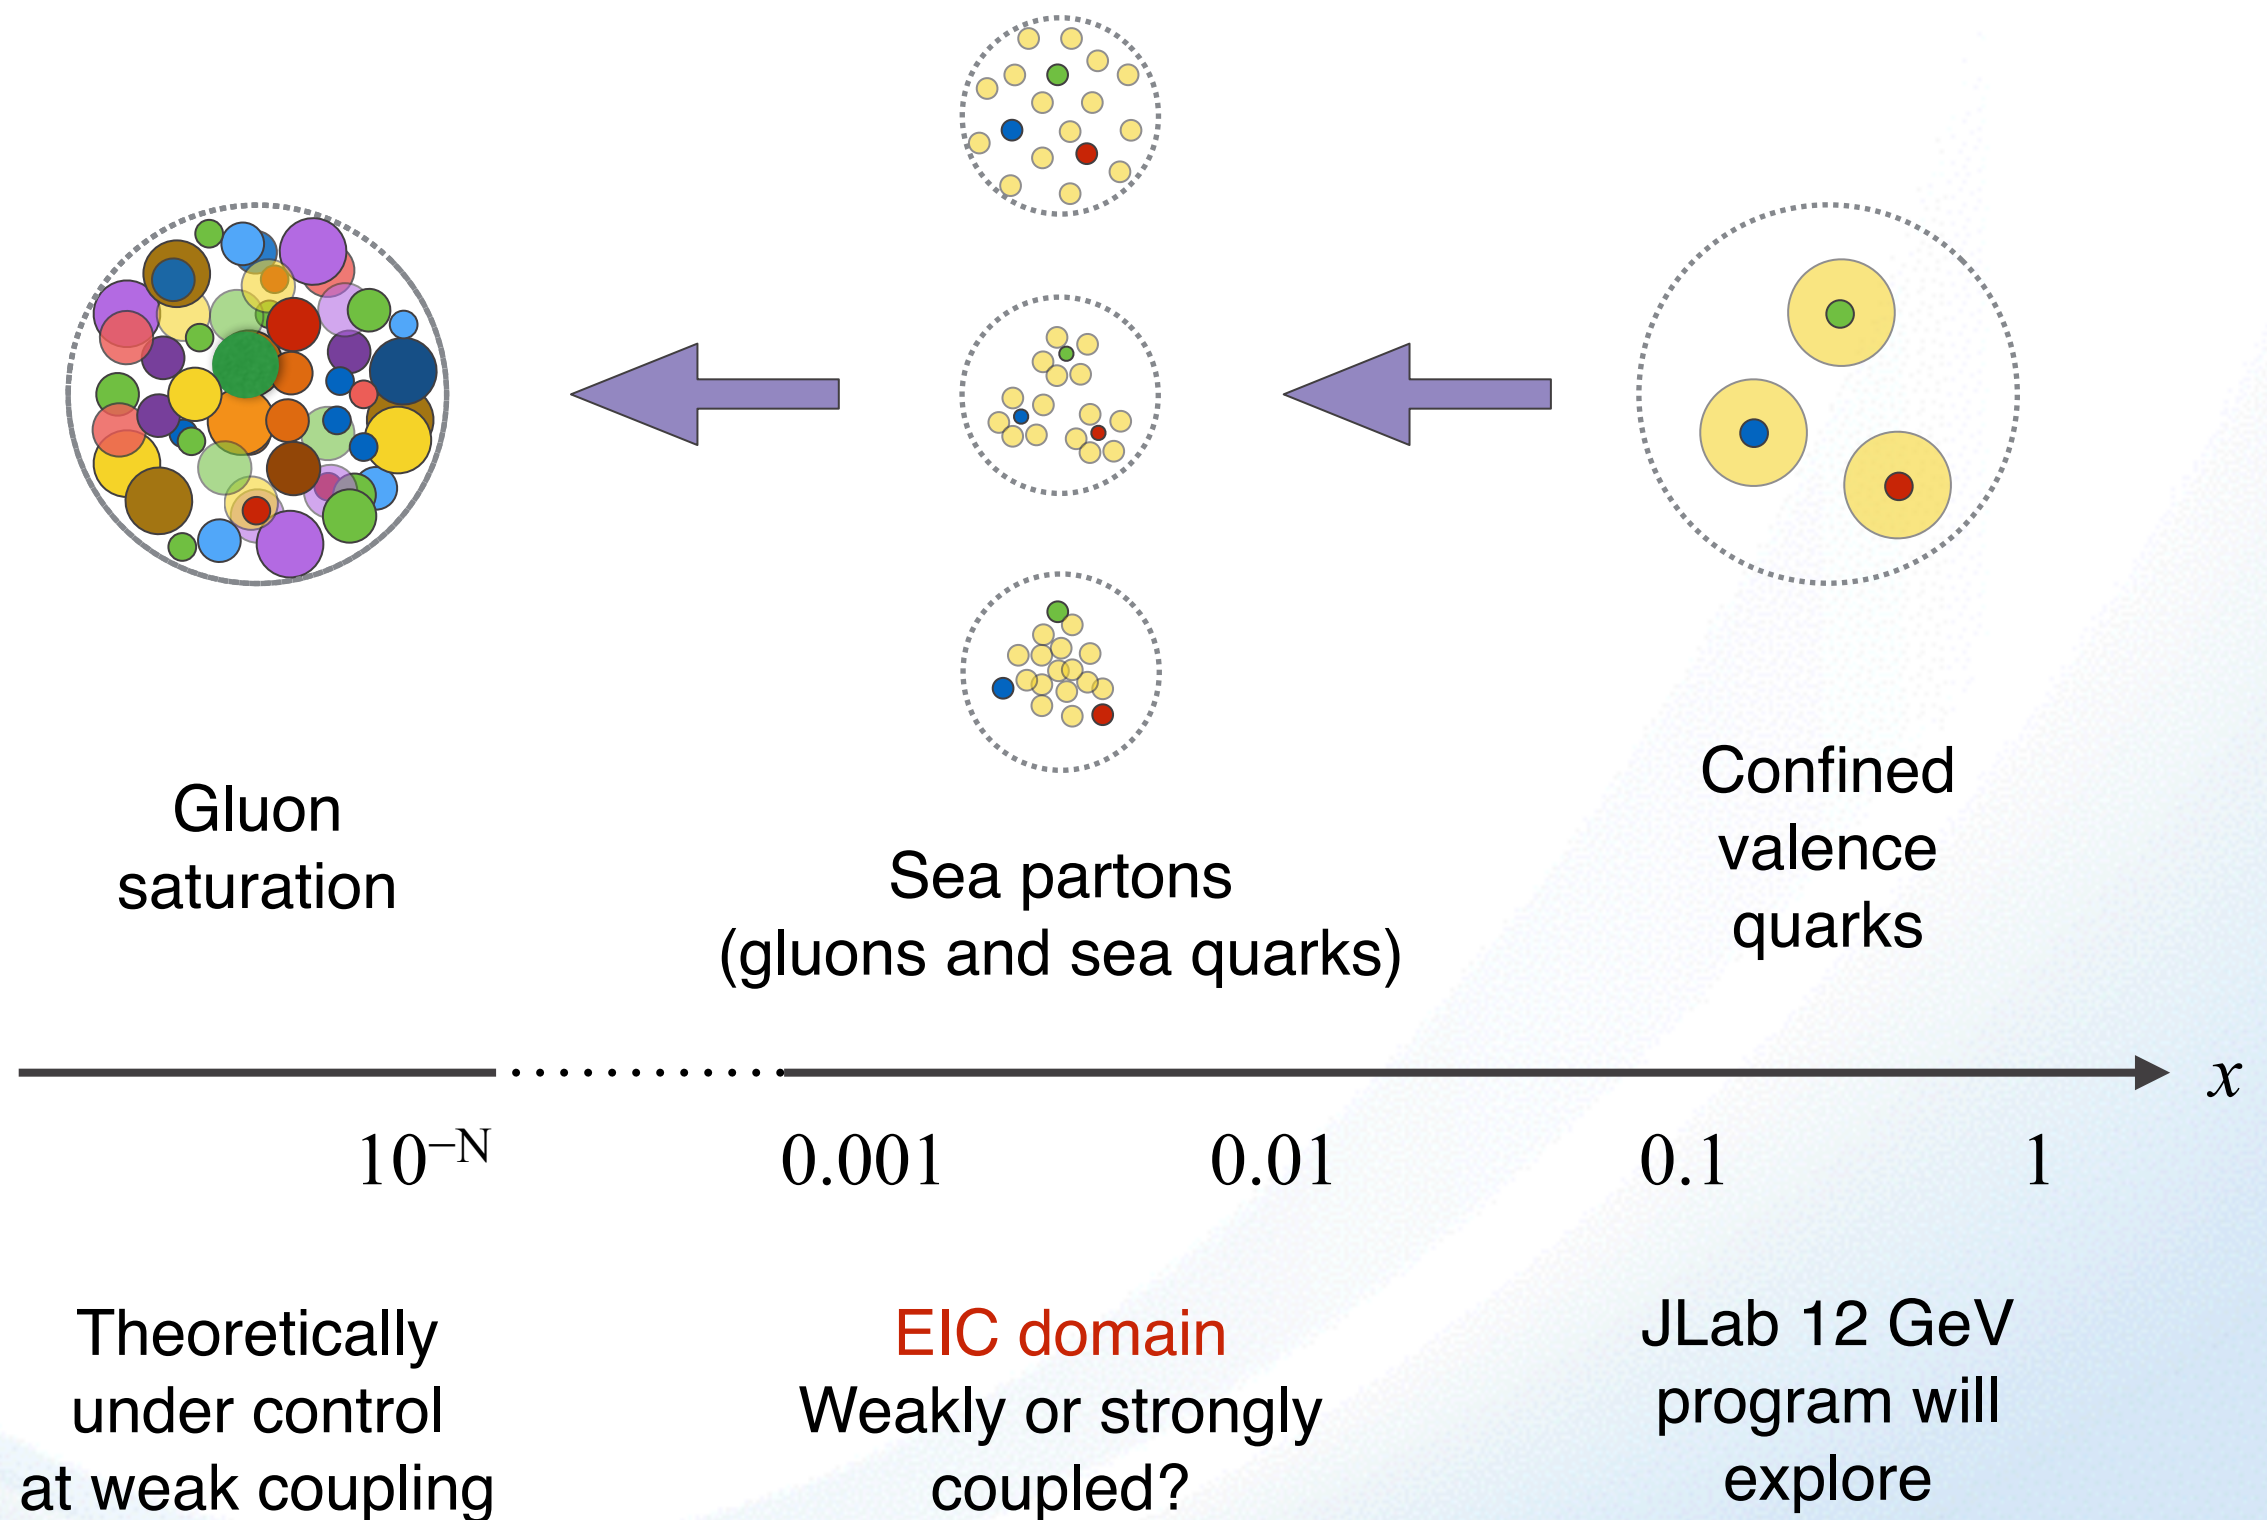 Gluon
saturation
Sea partons
(gluons and sea quarks)
Confined
valence
quarks
x
10⁻ᴺ
0.001
0.01
0.1
1
Theoretically
under control
at weak coupling
EIC domain
Weakly or strongly
coupled?
JLab 12 GeV
program will
explore